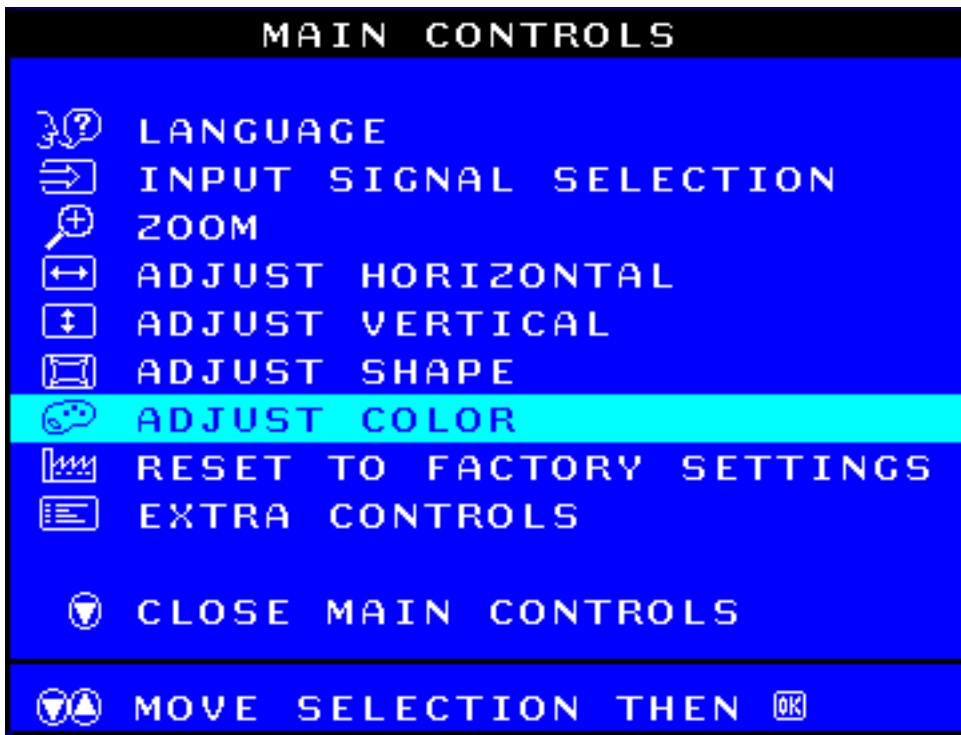 MAIN CONTROLS
LANGUAGE
INPUT SIGNAL SELECTION
ZOOM
ADJUST HORIZONTAL
ADJUST VERTICAL
ADJUST SHAPE
ADJUST COLOR
RESET TO FACTORY SETTINGS
EXTRA CONTROLS
CLOSE MAIN CONTROLS
MOVE SELECTION THEN OK